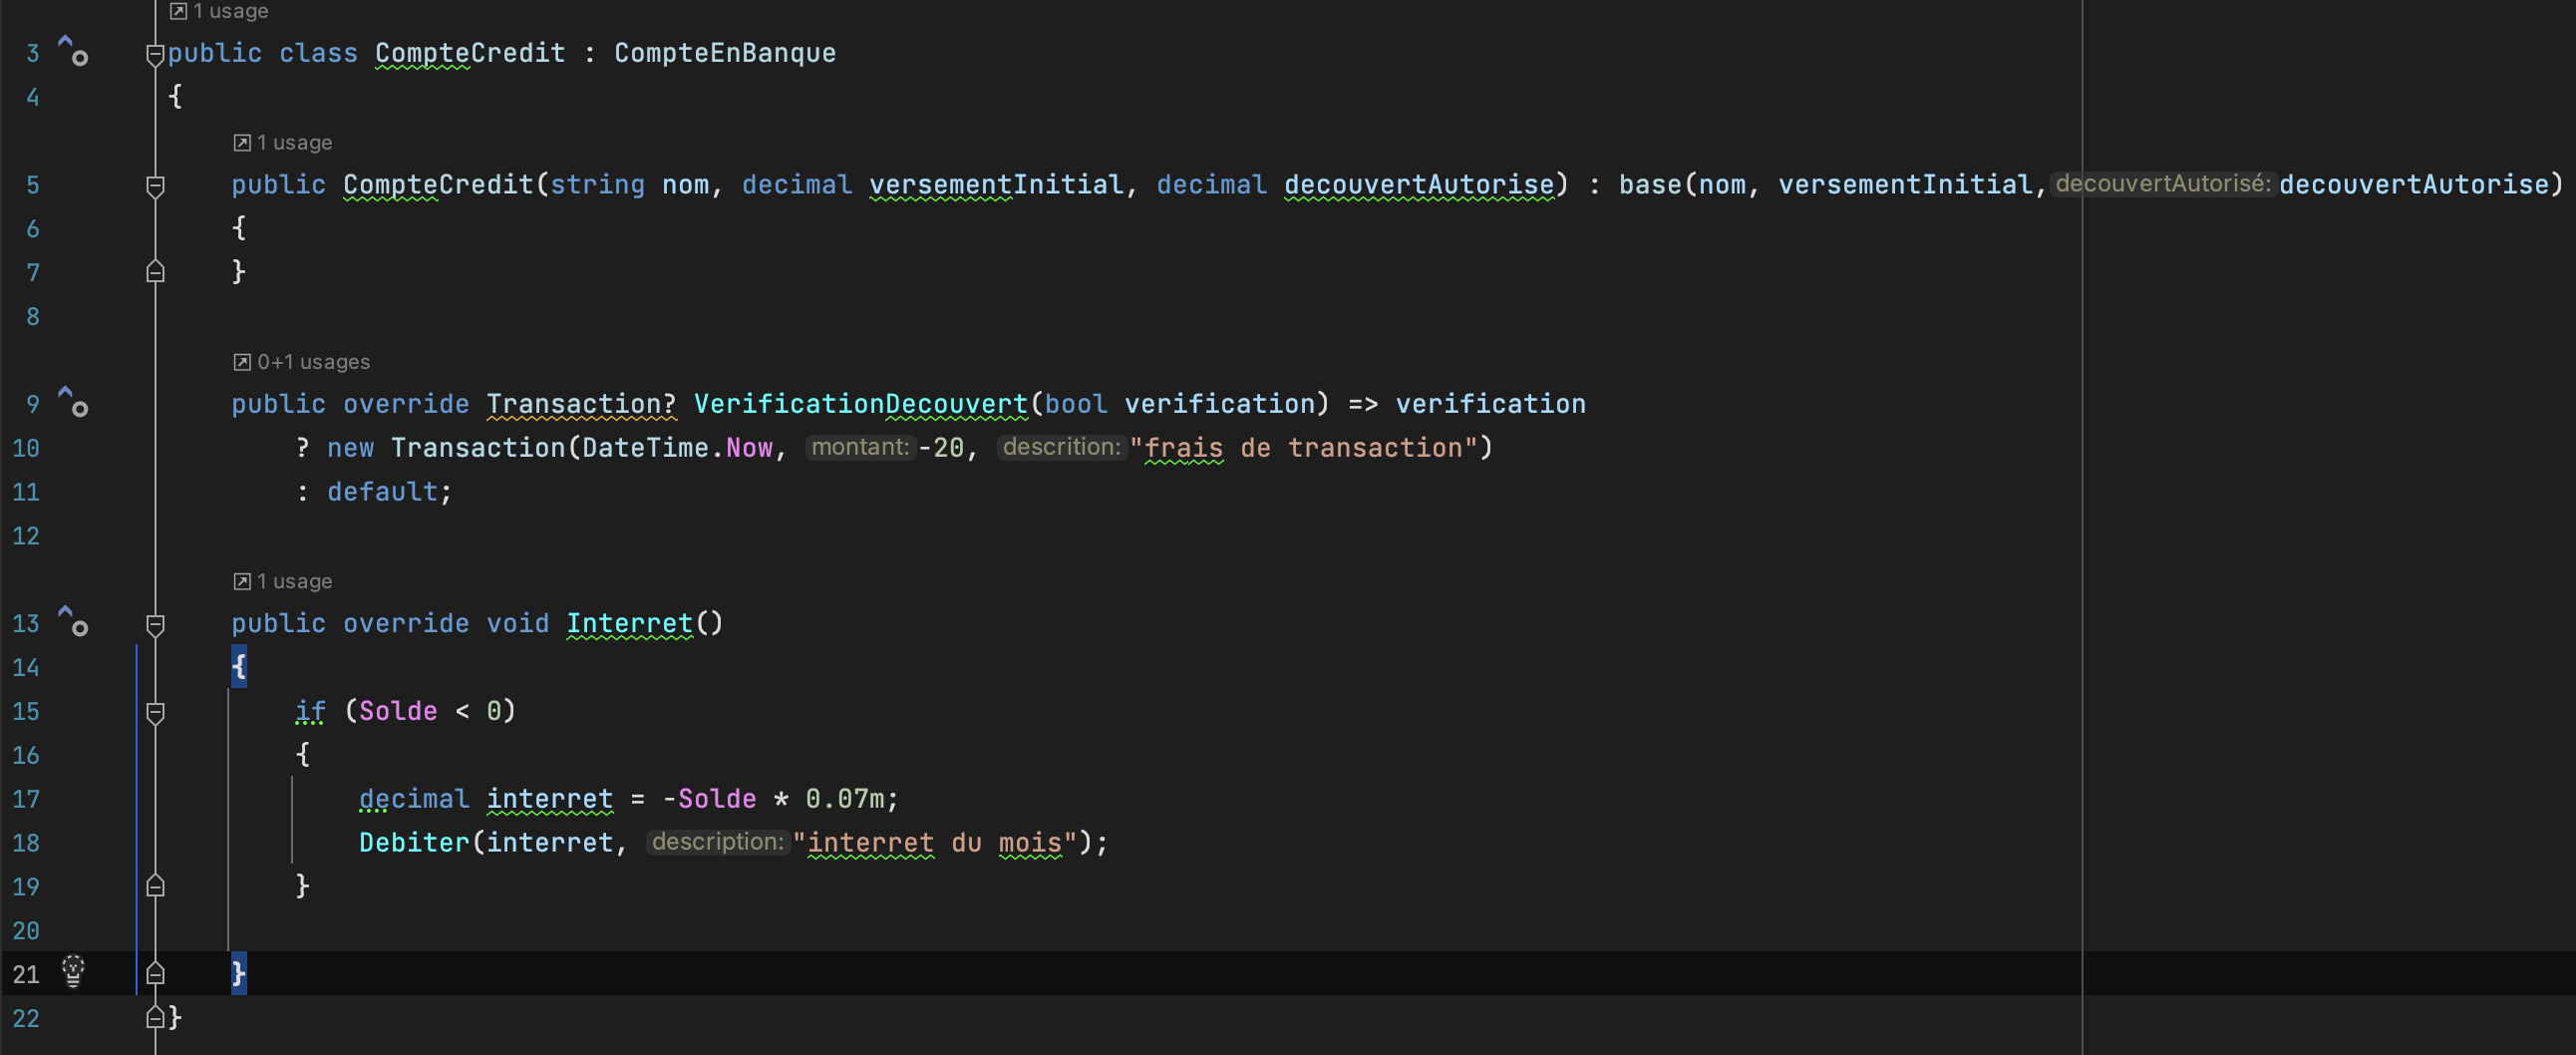 1 usage
3 public class CompteCredit : CompteEnBanque
4 {
1 usage
5 public CompteCredit(string nom, decimal versementInitial, decimal decouvertAutorise) : base(nom, versementInitial, decouvertAutorisé: decouvertAutorise)
6 {
7 }
8
0+1 usages
9 public override Transaction? VerificationDecouvert(bool verification) => verification
10 ? new Transaction(DateTime.Now, montant: -20, descrition: "frais de transaction")
11 : default;
12
1 usage
13 public override void Interret()
14 {
15 if (Solde < 0)
16 {
17 decimal interret = -Solde * 0.07m;
18 Debiter(interret, description: "interret du mois");
19 }
20
21 }
22 }